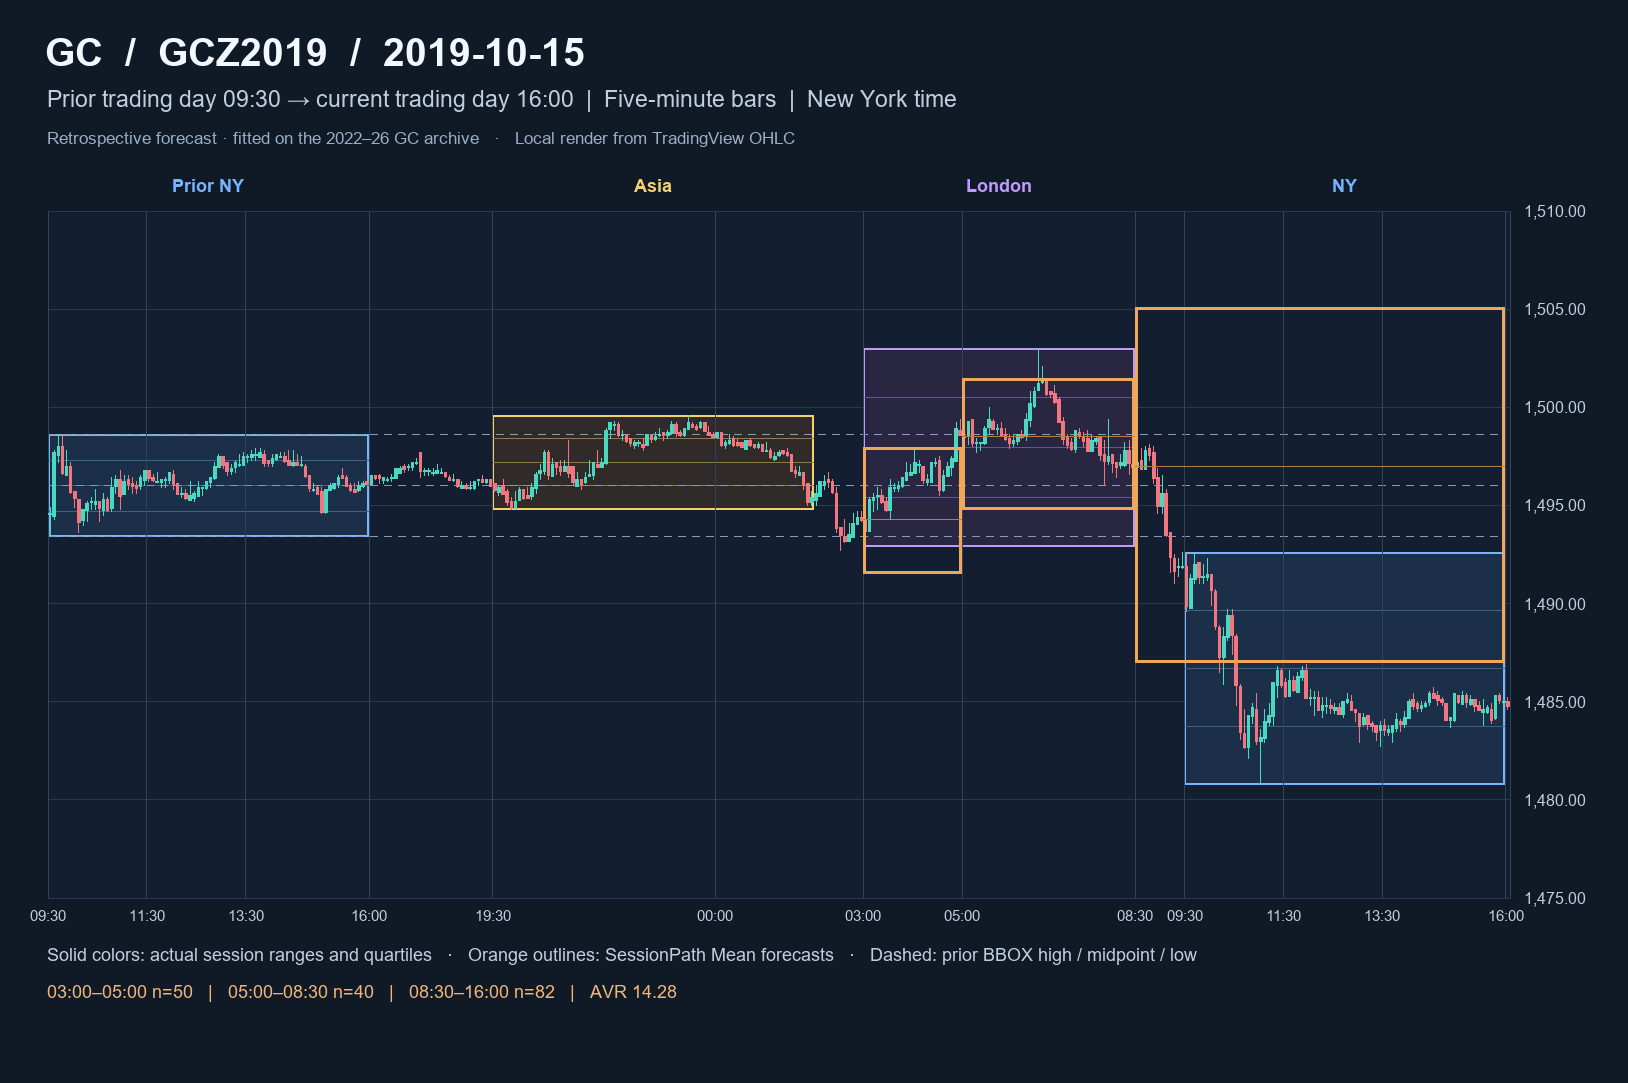 GC / GCZ2019 / 2019-10-15
Prior trading day 09:30 → current trading day 16:00 | Five-minute bars | New York time
Retrospective forecast · fitted on the 2022–26 GC archive · Local render from TradingView OHLC
Prior NY Asia London NY
1,510.00
1,505.00
1,500.00
1,495.00
1,490.00
1,485.00
1,480.00
1,475.00
09:30 11:30 13:30 16:00 19:30 00:00 03:00 05:00 08:30 09:30 11:30 13:30 16:00
Solid colors: actual session ranges and quartiles · Orange outlines: SessionPath Mean forecasts · Dashed: prior BBOX high / midpoint / low
03:00–05:00 n=50 | 05:00–08:30 n=40 | 08:30–16:00 n=82 | AVR 14.28